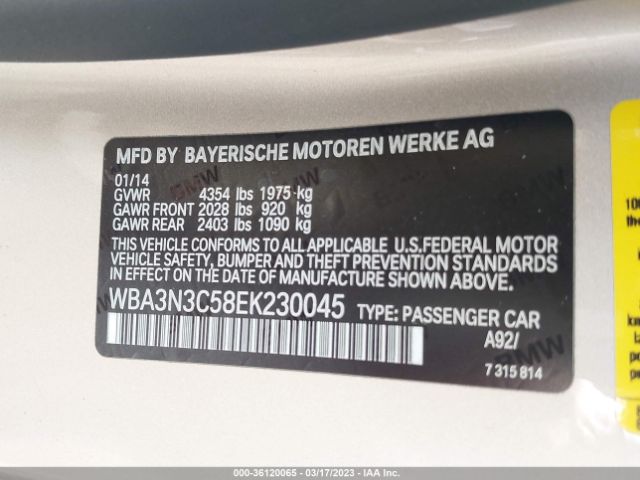 MFD BY BAYERISCHE MOTOREN WERKE AG
01/14
GVWR 4354 lbs 1975 kg
GAWR FRONT 2028 lbs 920 kg
GAWR REAR 2403 lbs 1090 kg
THIS VEHICLE CONFORMS TO ALL APPLICABLE U.S.FEDERAL MOTOR
VEHICLE SAFETY, BUMPER AND THEFT PREVENTION STANDARDS
IN EFFECT ON THE DATE OF MANUFACTURE SHOWN ABOVE.
WBA3N3C58EK230045 TYPE: PASSENGER CAR
A92/
7 315 814
BMW
000-36120065 / 03/17/2023 / IAA Inc.